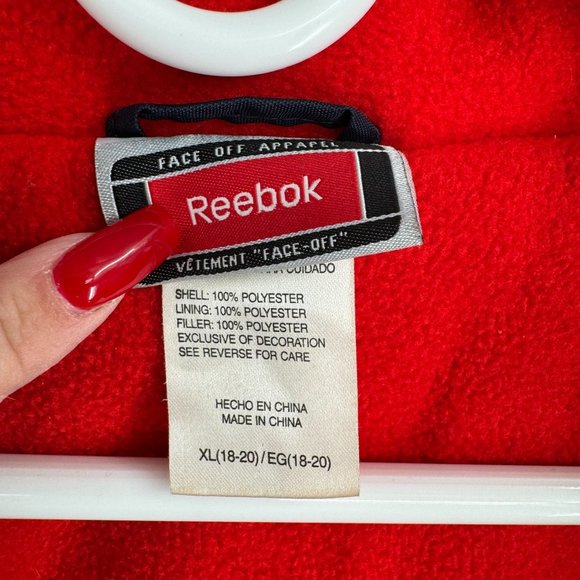 FACE OFF APPAREL
Reebok
VÊTEMENT "FACE-OFF"
CUIDADO
SHELL: 100% POLYESTER
LINING: 100% POLYESTER
FILLER: 100% POLYESTER
EXCLUSIVE OF DECORATION
SEE REVERSE FOR CARE
HECHO EN CHINA
MADE IN CHINA
XL(18-20)/EG(18-20)